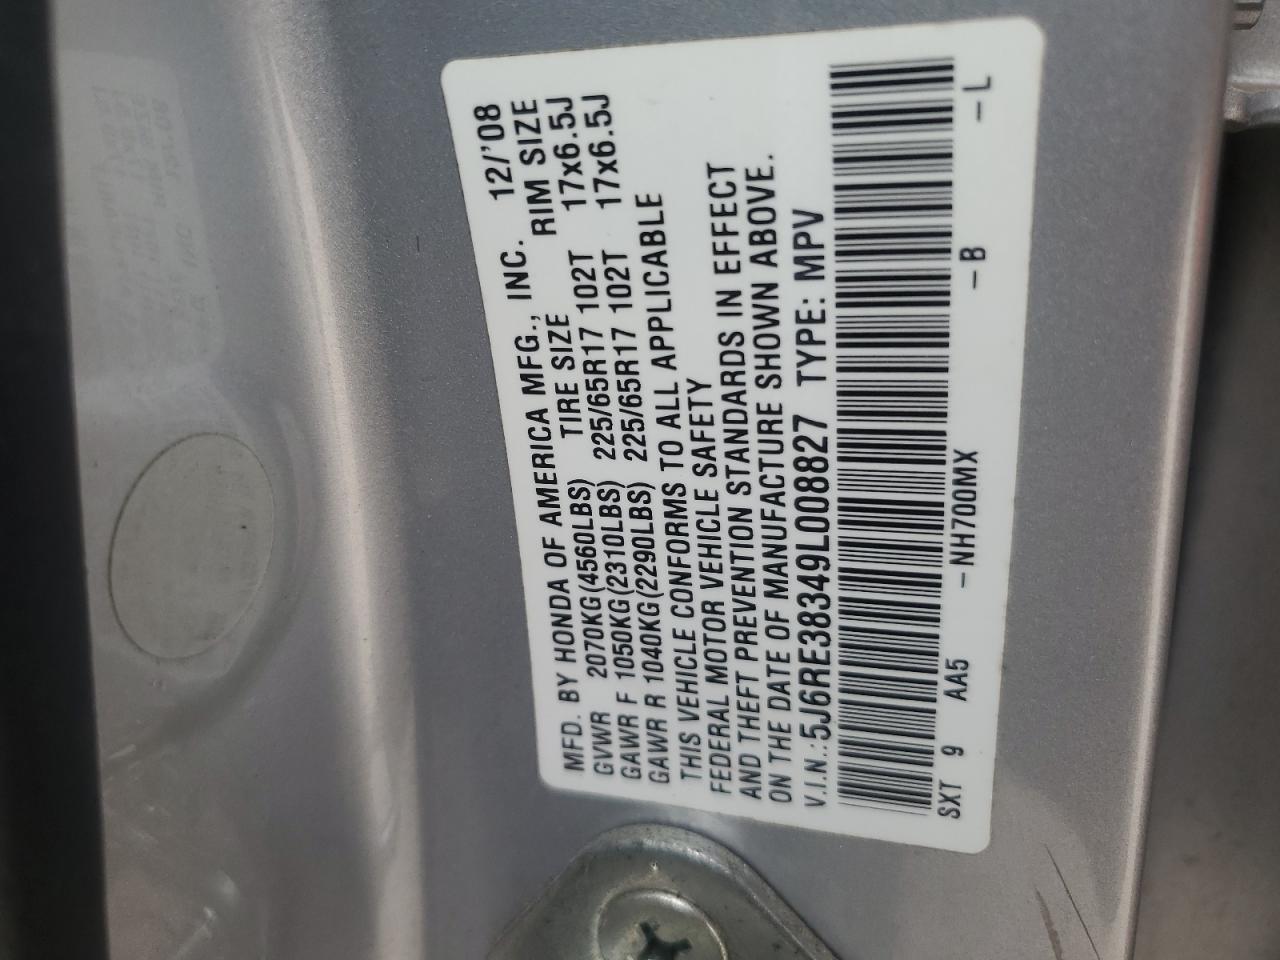 MFD. BY HONDA OF AMERICA MFG., INC. 12/'08
GVWR 2070KG(4560LBS) TIRE SIZE RIM SIZE
GAWR F 1050KG(2310LBS) 225/65R17 102T 17x6.5J
GAWR R 1040KG(2290LBS) 225/65R17 102T 17x6.5J
THIS VEHICLE CONFORMS TO ALL APPLICABLE
FEDERAL MOTOR VEHICLE SAFETY
AND THEFT PREVENTION STANDARDS IN EFFECT
ON THE DATE OF MANUFACTURE SHOWN ABOVE.
V.I.N.:5J6RE38349L008827 TYPE: MPV
SXT 9 AA5 -NH700MX -B -L